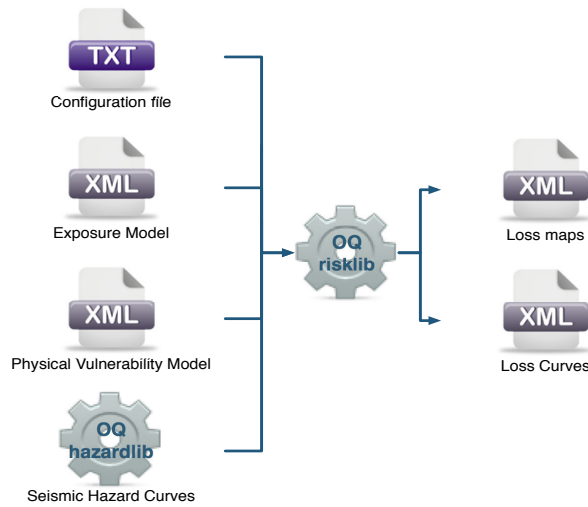 TXT
Configuration file
XML
Exposure Model
XML
Physical Vulnerability Model
OQ
hazardlib
Seismic Hazard Curves
OQ
risklib
XML
Loss maps
XML
Loss Curves